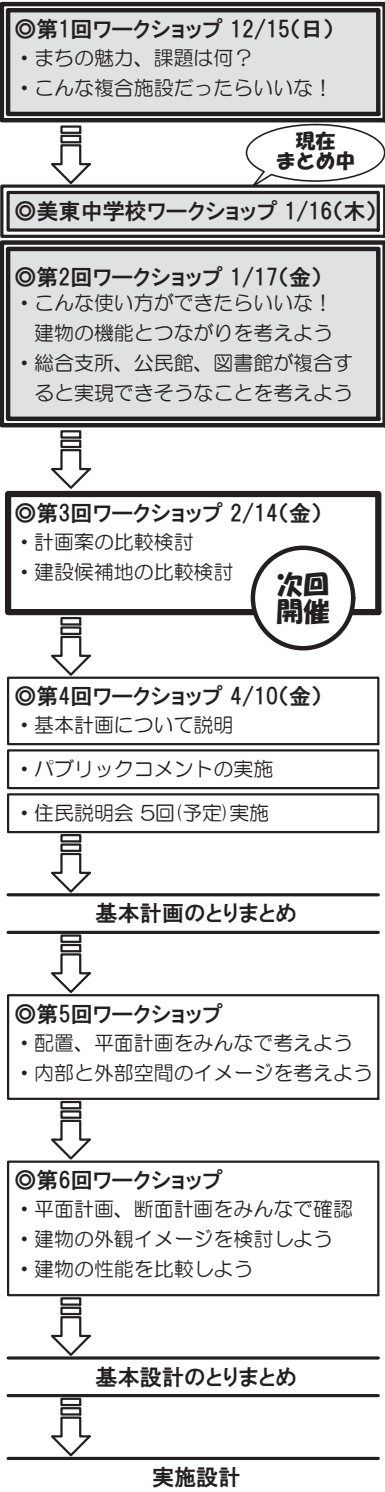 ◎第1回ワークショップ 12/15(日)
・まちの魅力、課題は何？
・こんな複合施設だったらいいな！
現在
まとめ中
◎美東中学校ワークショップ 1/16(木)
◎第2回ワークショップ 1/17(金)
・こんな使い方ができたらいいな！
建物の機能とつながりを考えよう
・総合支所、公民館、図書館が複合す
ると実現できそうなことを考えよう
◎第3回ワークショップ 2/14(金)
・計画案の比較検討
・建設候補地の比較検討
次回
開催
◎第4回ワークショップ 4/10(金)
・基本計画について説明
・パブリックコメントの実施
・住民説明会 5回(予定)実施
基本計画のとりまとめ
◎第5回ワークショップ
・配置、平面計画をみんなで考えよう
・内部と外部空間のイメージを考えよう
◎第6回ワークショップ
・平面計画、断面計画をみんなで確認
・建物の外観イメージを検討しよう
・建物の性能を比較しよう
基本設計のとりまとめ
実施設計